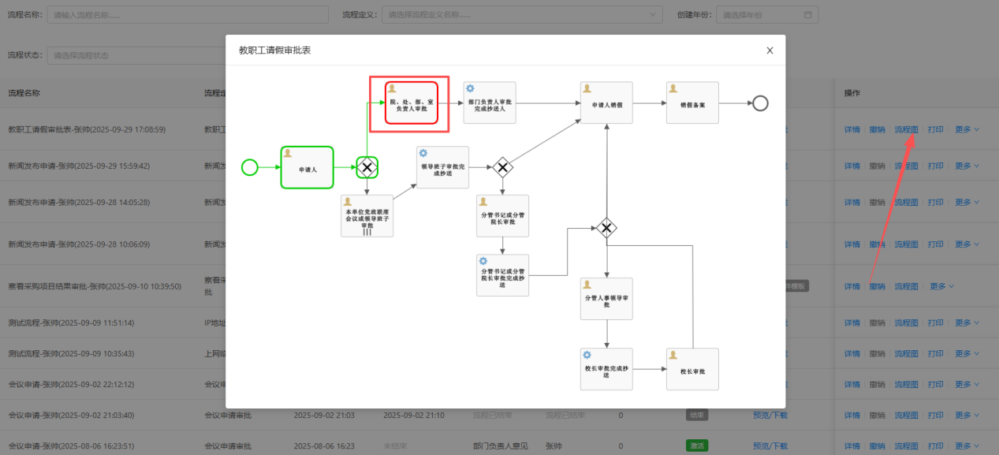 流程名称： 请输入流程名称...... 流程定义： 请选择流程定义名称...... 创建年份： 请选择年份
流程状态： 请选择流程状态
教职工请假审批表
流程名称 流程定 操作
教职工请假审批表-张帅(2025-09-29 17:08:59) 教职工 详情 撤销 流程图 打印 更多
新闻发布申请-张帅(2025-09-29 15:59:42) 新闻发 详情 撤销 流程图 打印 更多
新闻发布申请-张帅(2025-09-28 14:05:28) 新闻发 详情 撤销 流程图 打印 更多
新闻发布申请-张帅(2025-09-28 10:06:09) 新闻发 详情 撤销 流程图 打印 更多
察看采购项目结果审批-张帅(2025-09-10 10:39:50) 察看采
批 件模板 详情 撤销 流程图 更多
测试流程-张帅(2025-09-09 11:51:14) IP地址 详情 撤销 流程图 打印 更多
测试流程-张帅(2025-09-09 10:35:43) 上网临 详情 撤销 流程图 打印 更多
会议申请-张帅(2025-09-02 22:12:12) 会议申 详情 撤销 流程图 打印 更多
会议申请-张帅(2025-09-02 21:03:40) 会议申请审批 2025-09-02 21:03 2025-09-02 21:10 流程已结束 流程已结束 0 结束 预览/下载 详情 撤销 流程图 打印 更多
会议申请-张帅(2025-08-06 16:23:51) 会议申请审批 2025-08-06 16:23 未结束 部门负责人意见 张帅 0 激活 预览/下载 详情 撤销 流程图 打印 更多
院、处、部、室
负责人审批
部门负责人审批
完成抄送人
申请人销假
销假备案
申请人
领导班子审批完
成抄送
本单位党政联席
会议或领导班子
审批
分管书记或分管
院长审批
分管书记或分管
院长审批完成抄
送
分管人事领导审
批
校长审批完成抄
送
校长审批